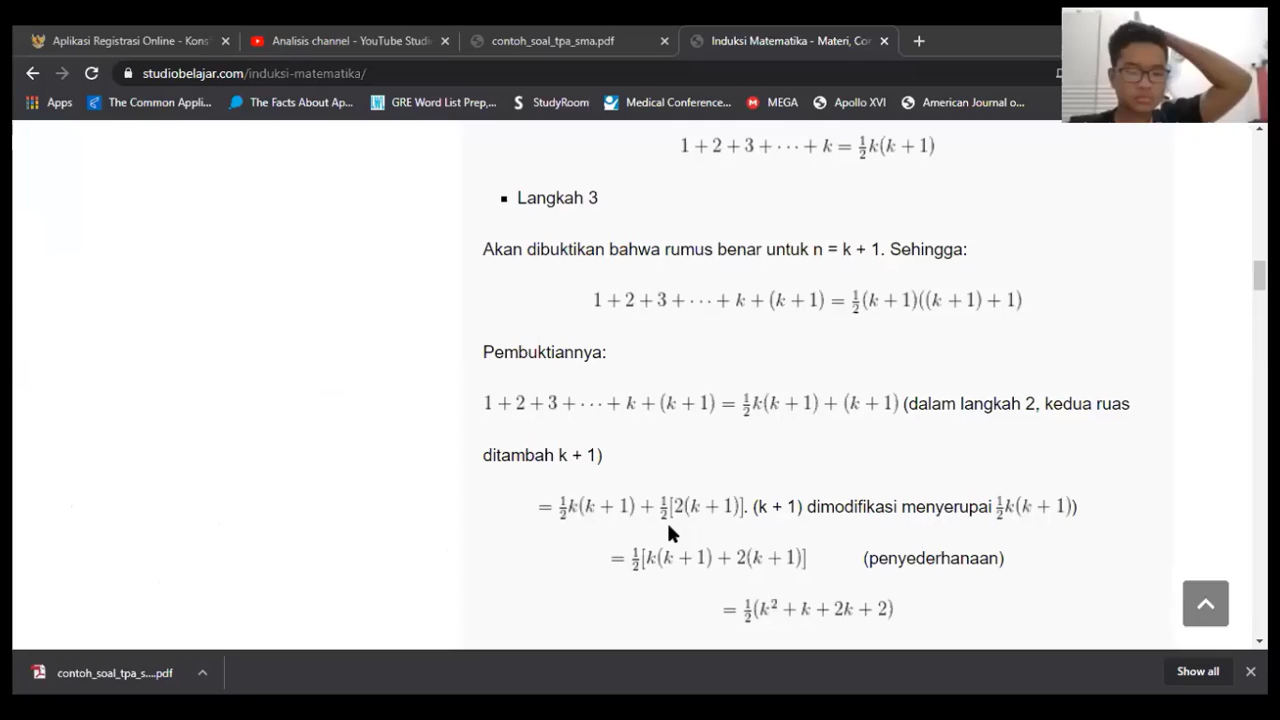 Aplikasi Registrasi Online - Kons
Analisis channel - YouTube Studi
contoh_soal_tpa_sma.pdf
Induksi Matematika - Materi, Co
studiobelajar.com/induksi-matematika/
Apps
The Common Appli...
The Facts About Ap...
GRE Word List Prep,...
StudyRoom
Medical Conference...
MEGA
Apollo XVI
American Journal o...
1 + 2 + 3 + ⋯ + k = ½k(k + 1)
▪ Langkah 3
Akan dibuktikan bahwa rumus benar untuk n = k + 1. Sehingga:
1 + 2 + 3 + ⋯ + k + (k + 1) = ½(k + 1)((k + 1) + 1)
Pembuktiannya:
1 + 2 + 3 + ⋯ + k + (k + 1) = ½k(k + 1) + (k + 1) (dalam langkah 2, kedua ruas
ditambah k + 1)
= ½k(k + 1) + ½[2(k + 1)]. (k + 1) dimodifikasi menyerupai ½k(k + 1))
= ½[k(k + 1) + 2(k + 1)] (penyederhanaan)
= ½(k² + k + 2k + 2)
contoh_soal_tpa_s....pdf
Show all